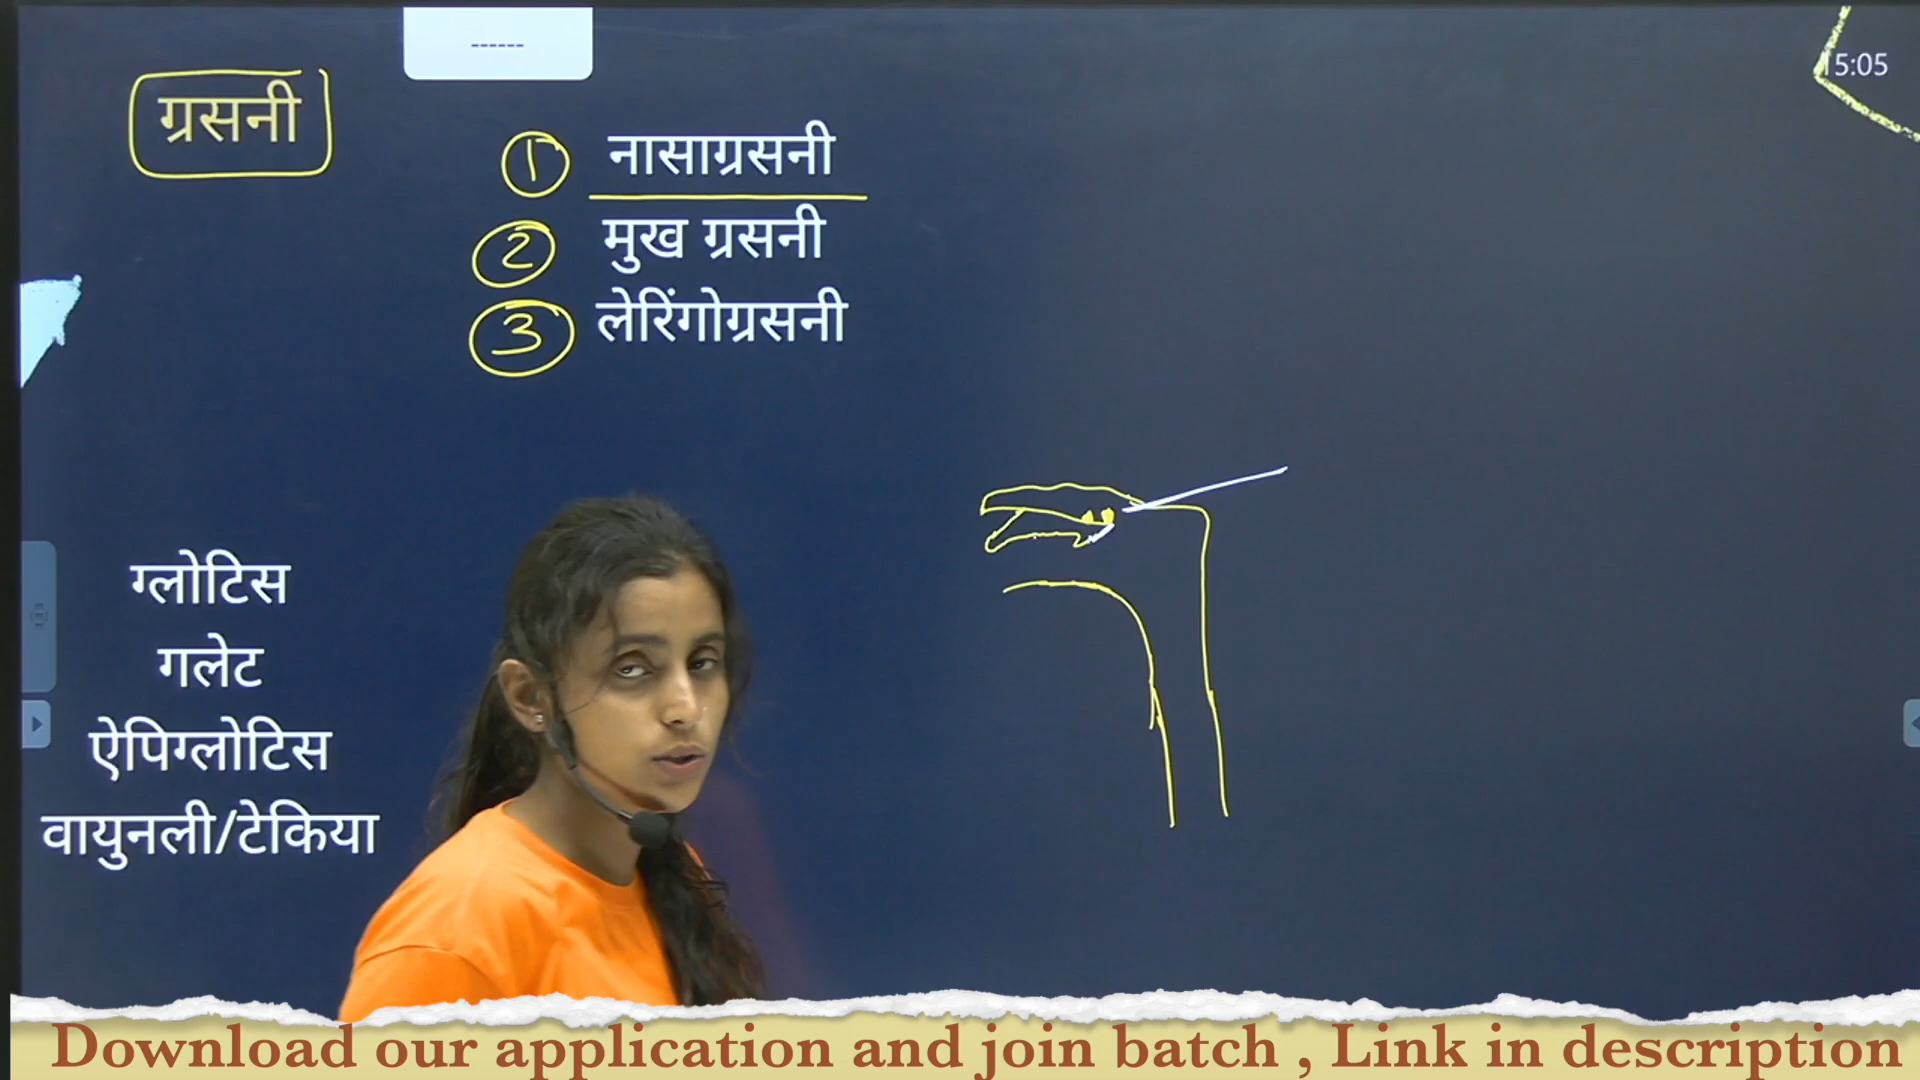 ------
15:05
ग्रसनी
1 नासाग्रसनी
2 मुख ग्रसनी
3 लेरिंगोग्रसनी
ग्लोटिस
गलेट
ऐपिग्लोटिस
वायुनली/टेकिया
Download our application and join batch , Link in description